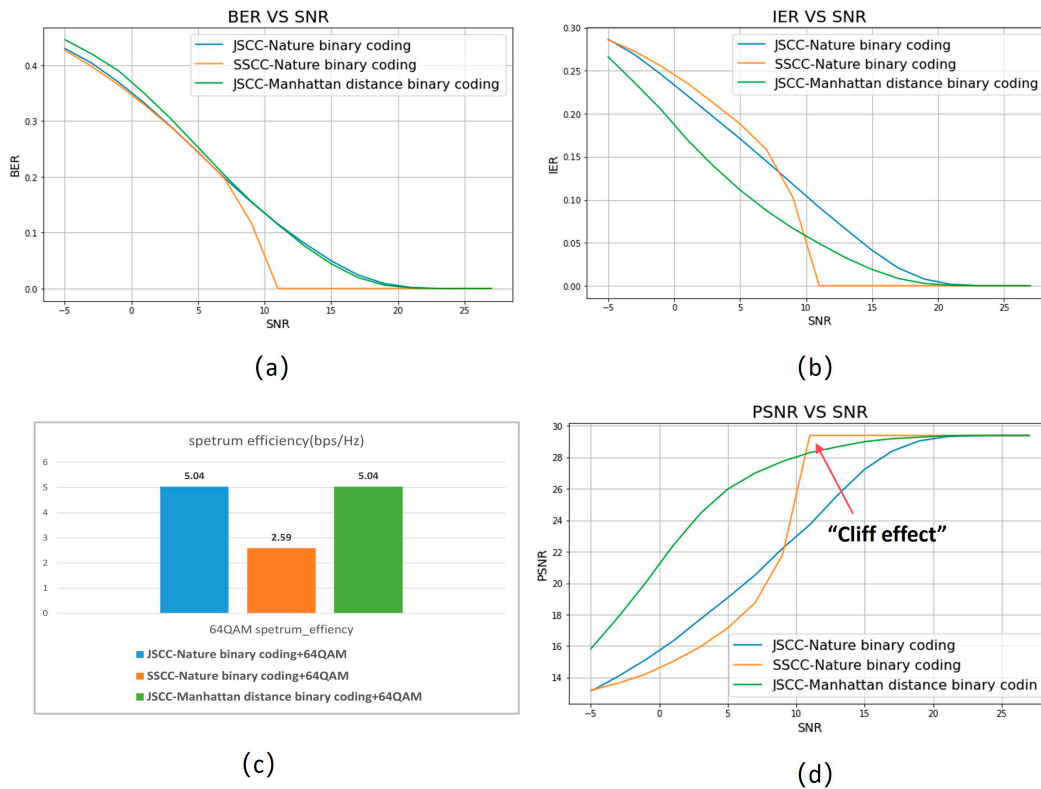 BER VS SNR
JSCC-Nature binary coding
SSCC-Nature binary coding
JSCC-Manhattan distance binary coding
BER
0.4
0.3
0.2
0.1
0.0
−5
0
5
10
15
20
25
SNR
(a)
IER VS SNR
JSCC-Nature binary coding
SSCC-Nature binary coding
JSCC-Manhattan distance binary coding
IER
0.30
0.25
0.20
0.15
0.10
0.05
0.00
−5
0
5
10
15
20
25
SNR
(b)
spetrum efficiency(bps/Hz)
6
5
4
3
2
1
0
5.04
2.59
5.04
64QAM spetrum_effiency
JSCC-Nature binary coding+64QAM
SSCC-Nature binary coding+64QAM
JSCC-Manhattan distance binary coding+64QAM
(c)
PSNR VS SNR
PSNR
30
28
26
24
22
20
18
16
14
“Cliff effect”
JSCC-Nature binary coding
SSCC-Nature binary coding
JSCC-Manhattan distance binary codin
−5
0
5
10
15
20
25
SNR
(d)